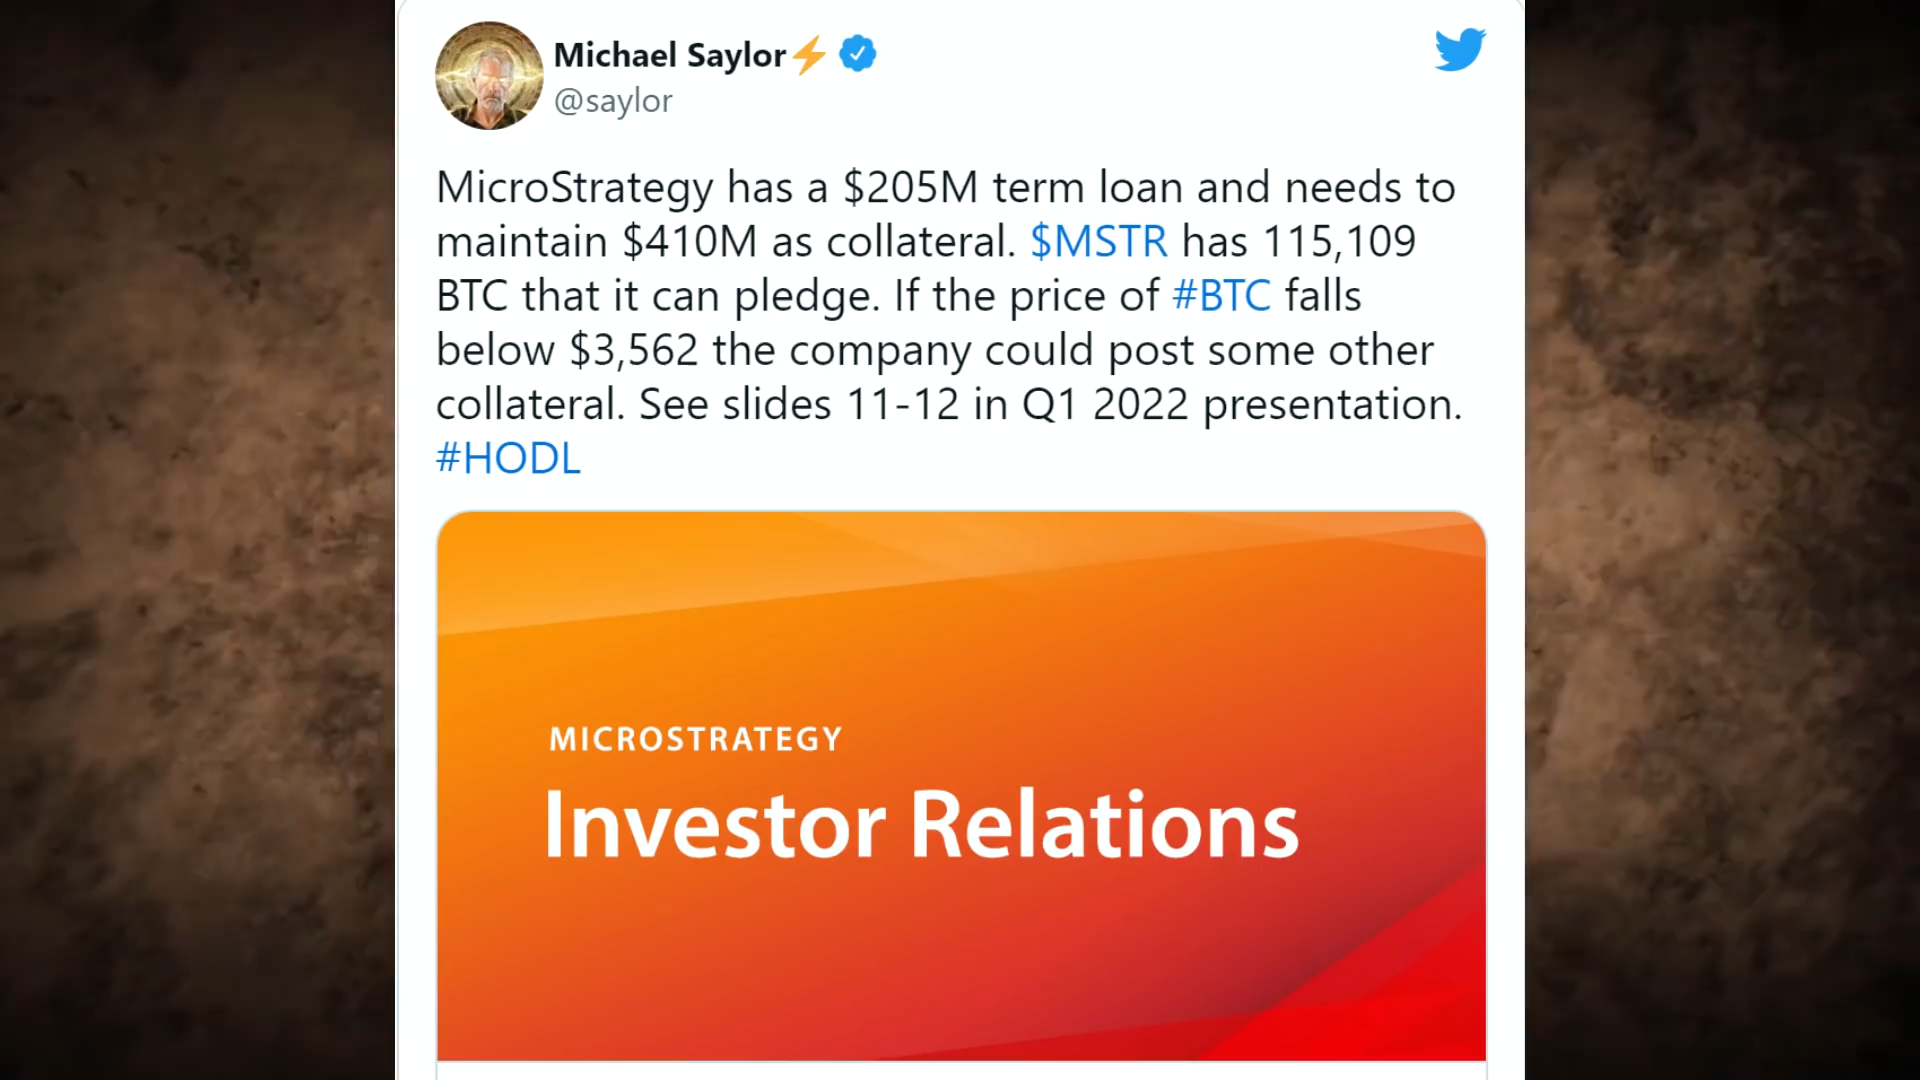 Michael Saylor⚡
@saylor
MicroStrategy has a $205M term loan and needs to
maintain $410M as collateral. $MSTR has 115,109
BTC that it can pledge. If the price of #BTC falls
below $3,562 the company could post some other
collateral. See slides 11-12 in Q1 2022 presentation.
#HODL
MICROSTRATEGY
Investor Relations